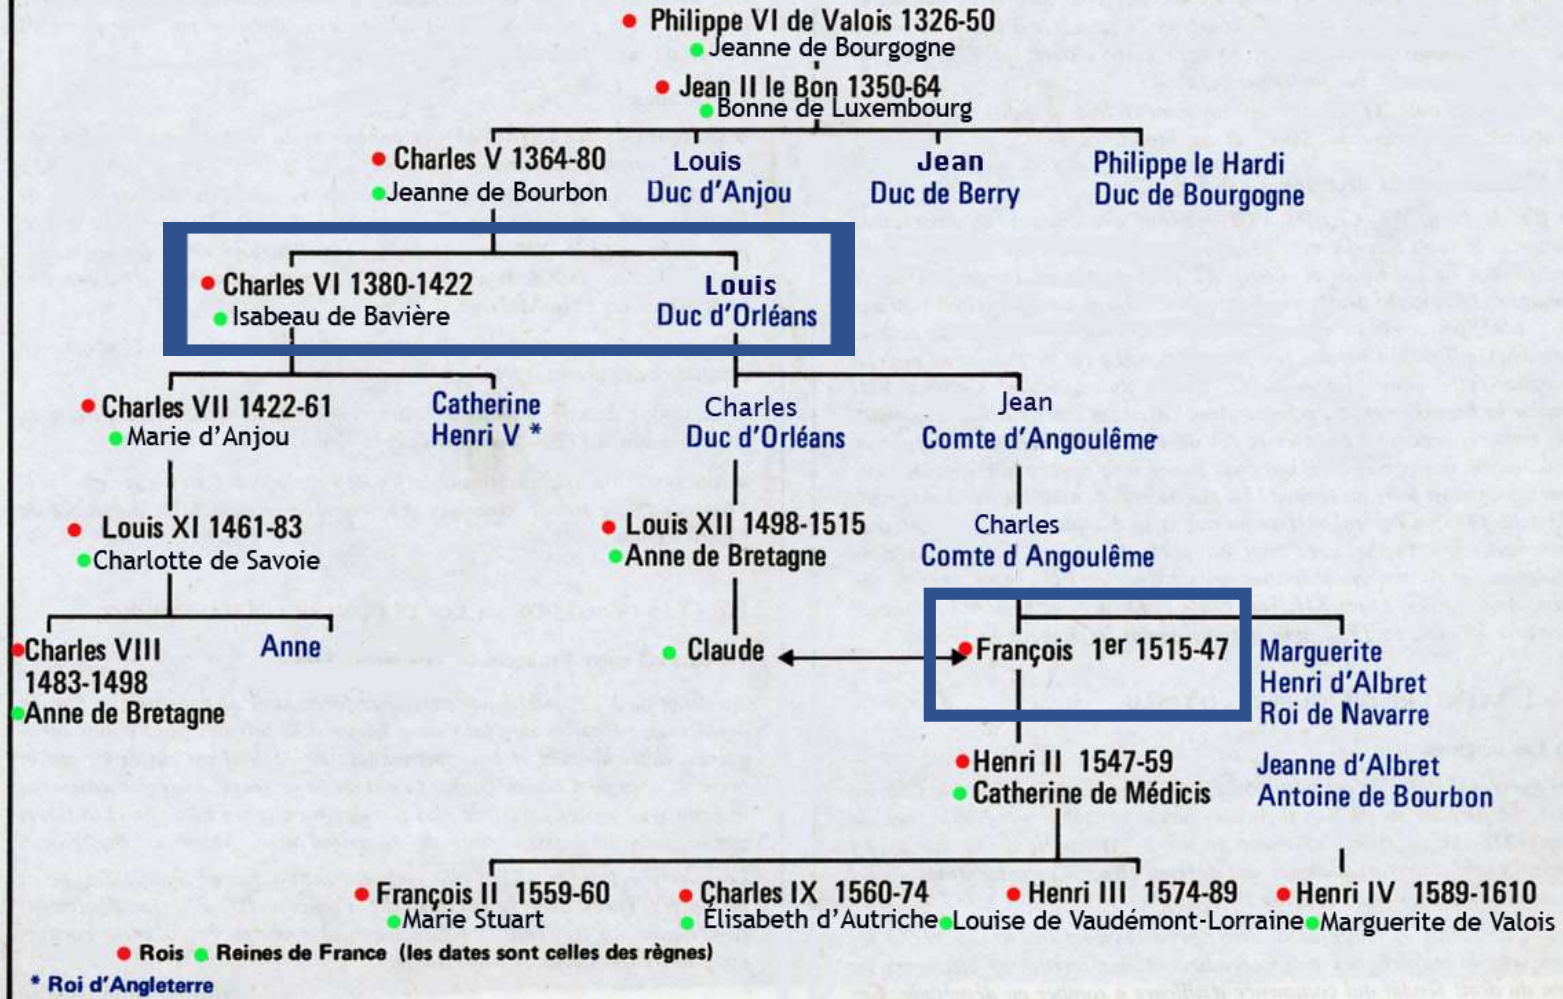 Philippe VI de Valois 1326-50
Jeanne de Bourgogne
Jean II le Bon 1350-64
Bonne de Luxembourg
Charles V 1364-80
Jeanne de Bourbon
Louis
Duc d'Anjou
Jean
Duc de Berry
Philippe le Hardi
Duc de Bourgogne
Charles VI 1380-1422
Isabeau de Bavière
Louis
Duc d'Orléans
Charles VII 1422-61
Marie d'Anjou
Catherine
Henri V *
Charles
Duc d'Orléans
Jean
Comte d'Angoulême
Louis XI 1461-83
Charlotte de Savoie
Louis XII 1498-1515
Anne de Bretagne
Charles
Comte d'Angoulême
Charles VIII
1483-1498
Anne de Bretagne
Anne
Claude
François 1er 1515-47
Marguerite
Henri d'Albret
Roi de Navarre
Henri II 1547-59
Catherine de Médicis
Jeanne d'Albret
Antoine de Bourbon
François II 1559-60
Marie Stuart
Charles IX 1560-74
Élisabeth d'Autriche
Henri III 1574-89
Louise de Vaudémont-Lorraine
Henri IV 1589-1610
Marguerite de Valois
Rois Reines de France (les dates sont celles des règnes)
* Roi d'Angleterre